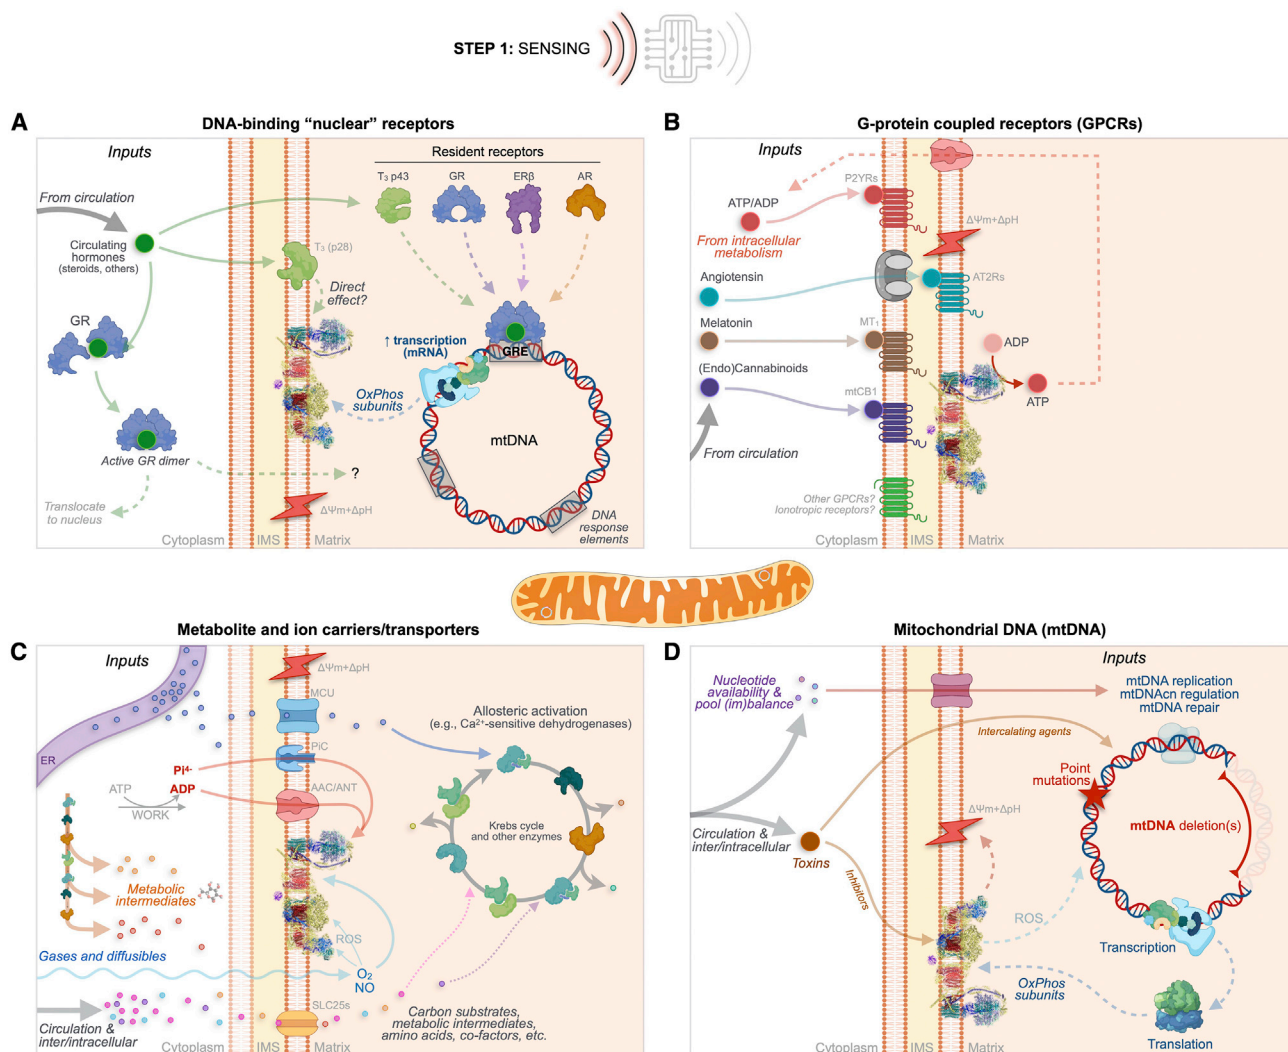 STEP 1: SENSING
A
DNA-binding “nuclear” receptors
Inputs
Resident receptors
T₃ p43
GR
ERβ
AR
From circulation
Circulating
hormones
(steroids, others)
T₃ (p28)
Direct
effect?
GR
↑ transcription
(mRNA)
GRE
OxPhos
subunits
mtDNA
Active GR dimer
?
Translocate
to nucleus
ΔΨm+ΔpH
DNA
response
elements
Cytoplasm
IMS
Matrix
B
G-protein coupled receptors (GPCRs)
Inputs
P2YRs
ATP/ADP
From intracellular
metabolism
ΔΨm+ΔpH
Angiotensin
AT2Rs
Melatonin
MT₁
ADP
(Endo)Cannabinoids
mtCB1
ATP
From circulation
Other GPCRs?
Ionotropic receptors?
Cytoplasm
IMS
Matrix
C
Metabolite and ion carriers/transporters
Inputs
ΔΨm+ΔpH
MCU
Allosteric activation
(e.g., Ca²⁺-sensitive dehydrogenases)
PiC
ER
Pi⁴⁻
ATP
ADP
WORK
AAC/ANT
Krebs cycle
and other enzymes
Metabolic
intermediates
ROS
Gases and diffusibles
O₂
NO
SLC25s
Carbon substrates,
metabolic intermediates,
amino acids, co-factors, etc.
Circulation &
inter/intracellular
Cytoplasm
IMS
Matrix
D
Mitochondrial DNA (mtDNA)
Inputs
Nucleotide
availability &
pool (im)balance
mtDNA replication
mtDNAcn regulation
mtDNA repair
Intercalating agents
Point
mutations
ΔΨm+ΔpH
mtDNA deletion(s)
Circulation &
inter/intracellular
Toxins
Inhibitors
ROS
Transcription
OxPhos
subunits
Translation
Cytoplasm
IMS
Matrix